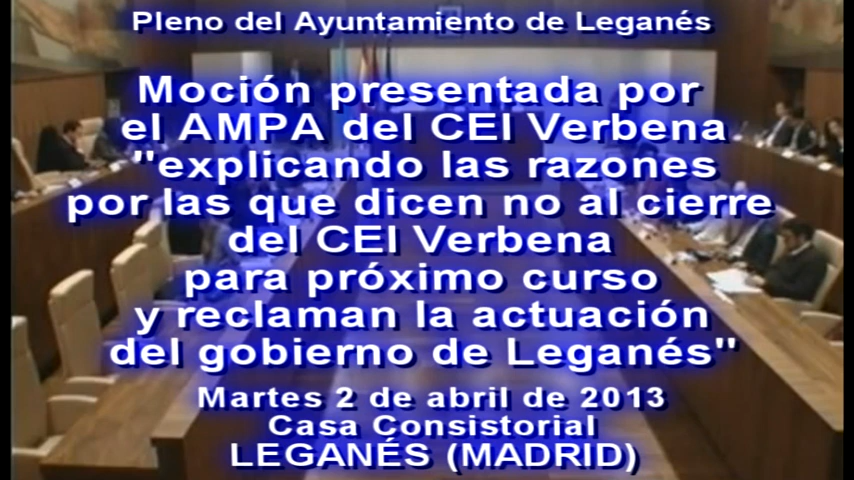 Pleno del Ayuntamiento de Leganés
Moción presentada por
el AMPA del CEI Verbena
"explicando las razones
por las que dicen no al cierre
del CEI Verbena
para próximo curso
y reclaman la actuación
del gobierno de Leganés"
Martes 2 de abril de 2013
Casa Consistorial
LEGANÉS (MADRID)